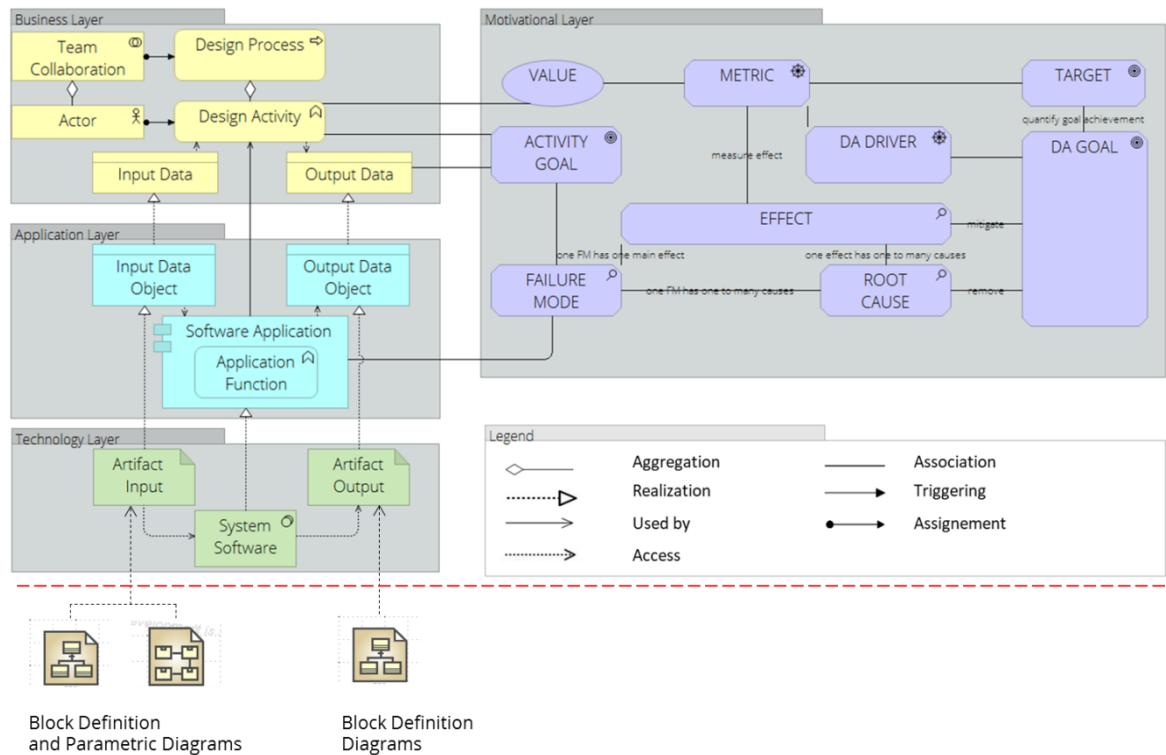 Business Layer
Team
Collaboration
Design Process
Actor
Design Activity
Input Data
Output Data
Application Layer
Input Data
Object
Output Data
Object
Software Application
Application
Function
Technology Layer
Artifact
Input
Artifact
Output
System
Software
Motivational Layer
VALUE
METRIC
TARGET
quantify goal achievement
ACTIVITY
GOAL
measure effect
DA DRIVER
DA GOAL
EFFECT
mitigate
one FM has one main effect
one effect has one to many causes
FAILURE
MODE
one FM has one to many causes
ROOT
CAUSE
remove
Legend
Aggregation
Association
Realization
Triggering
Used by
Assignement
Access
Block Definition
and Parametric Diagrams
Block Definition
Diagrams